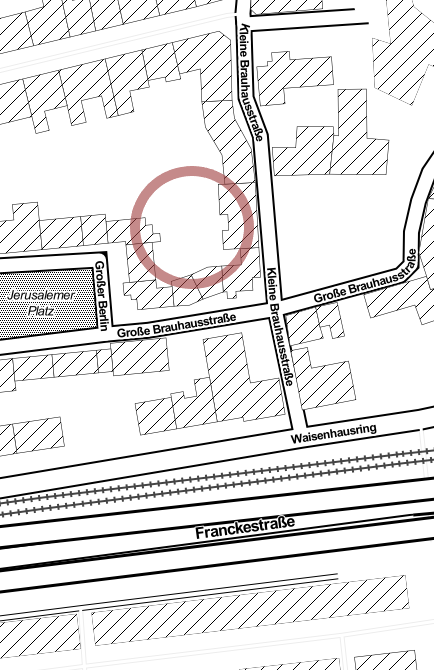 Kleine Brauhausstraße
Große Brauhausstraße
Großer Berlin
Jerusalemer
Platz
Kleine Brauhausstraße
Große Brauhausstraße
Waisenhausring
Franckestraße